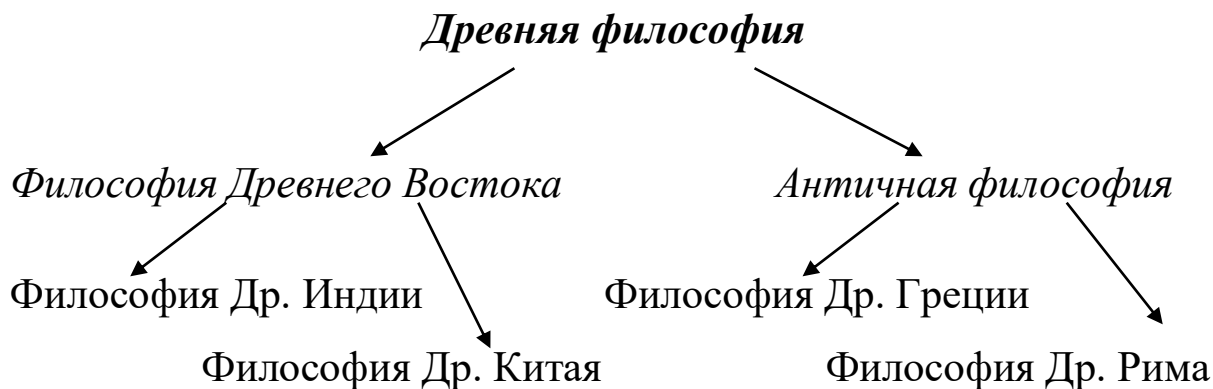 Древняя философия
Философия Древнего Востока
Античная философия
Философия Др. Индии
Философия Др. Греции
Философия Др. Китая
Философия Др. Рима